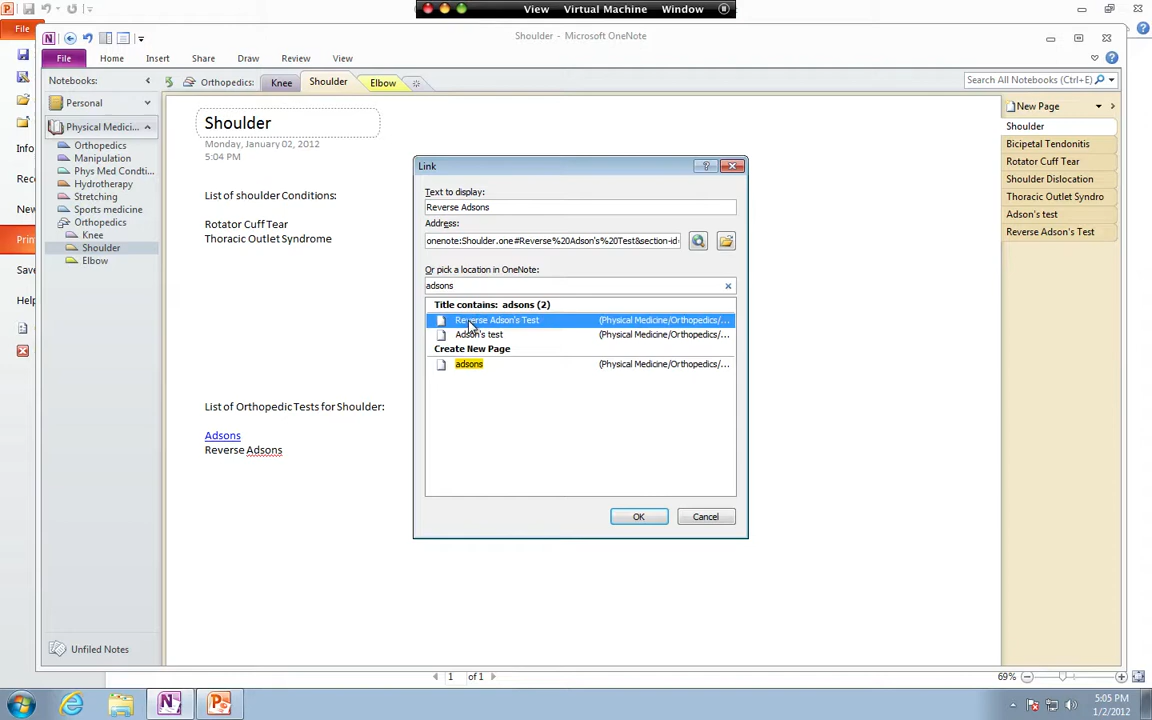 View Virtual Machine Window
File
Shoulder - Microsoft OneNote
File Home Insert Share Draw Review View
Notebooks:
Orthopedics: Knee Shoulder Elbow
Search All Notebooks (Ctrl+E)
Personal
Physical Medici...
Orthopedics
Manipulation
Phys Med Condti...
Hydrotherapy
Stretching
Sports medicine
Orthopedics
Knee
Shoulder
Elbow
Unfiled Notes
Info
Rece
New
Print
Save
Help
Shoulder
Monday, January 02, 2012
5:04 PM
List of shoulder Conditions:
Rotator Cuff Tear
Thoracic Outlet Syndrome
List of Orthopedic Tests for Shoulder:
Adsons
Reverse Adsons
Link
Text to display:
Reverse Adsons
Address:
onenote:Shoulder.one#Reverse%20Adson's%20Test&section-id=
Or pick a location in OneNote:
adsons
Title contains: adsons (2)
Reverse Adson's Test (Physical Medicine/Orthopedics/...
Adson's test (Physical Medicine/Orthopedics/...
Create New Page
adsons (Physical Medicine/Orthopedics/...
OK Cancel
New Page
Shoulder
Bicipetal Tendonitis
Rotator Cuff Tear
Shoulder Dislocation
Thoracic Outlet Syndro
Adson's test
Reverse Adson's Test
1 of 1
69%
5:05 PM
1/2/2012